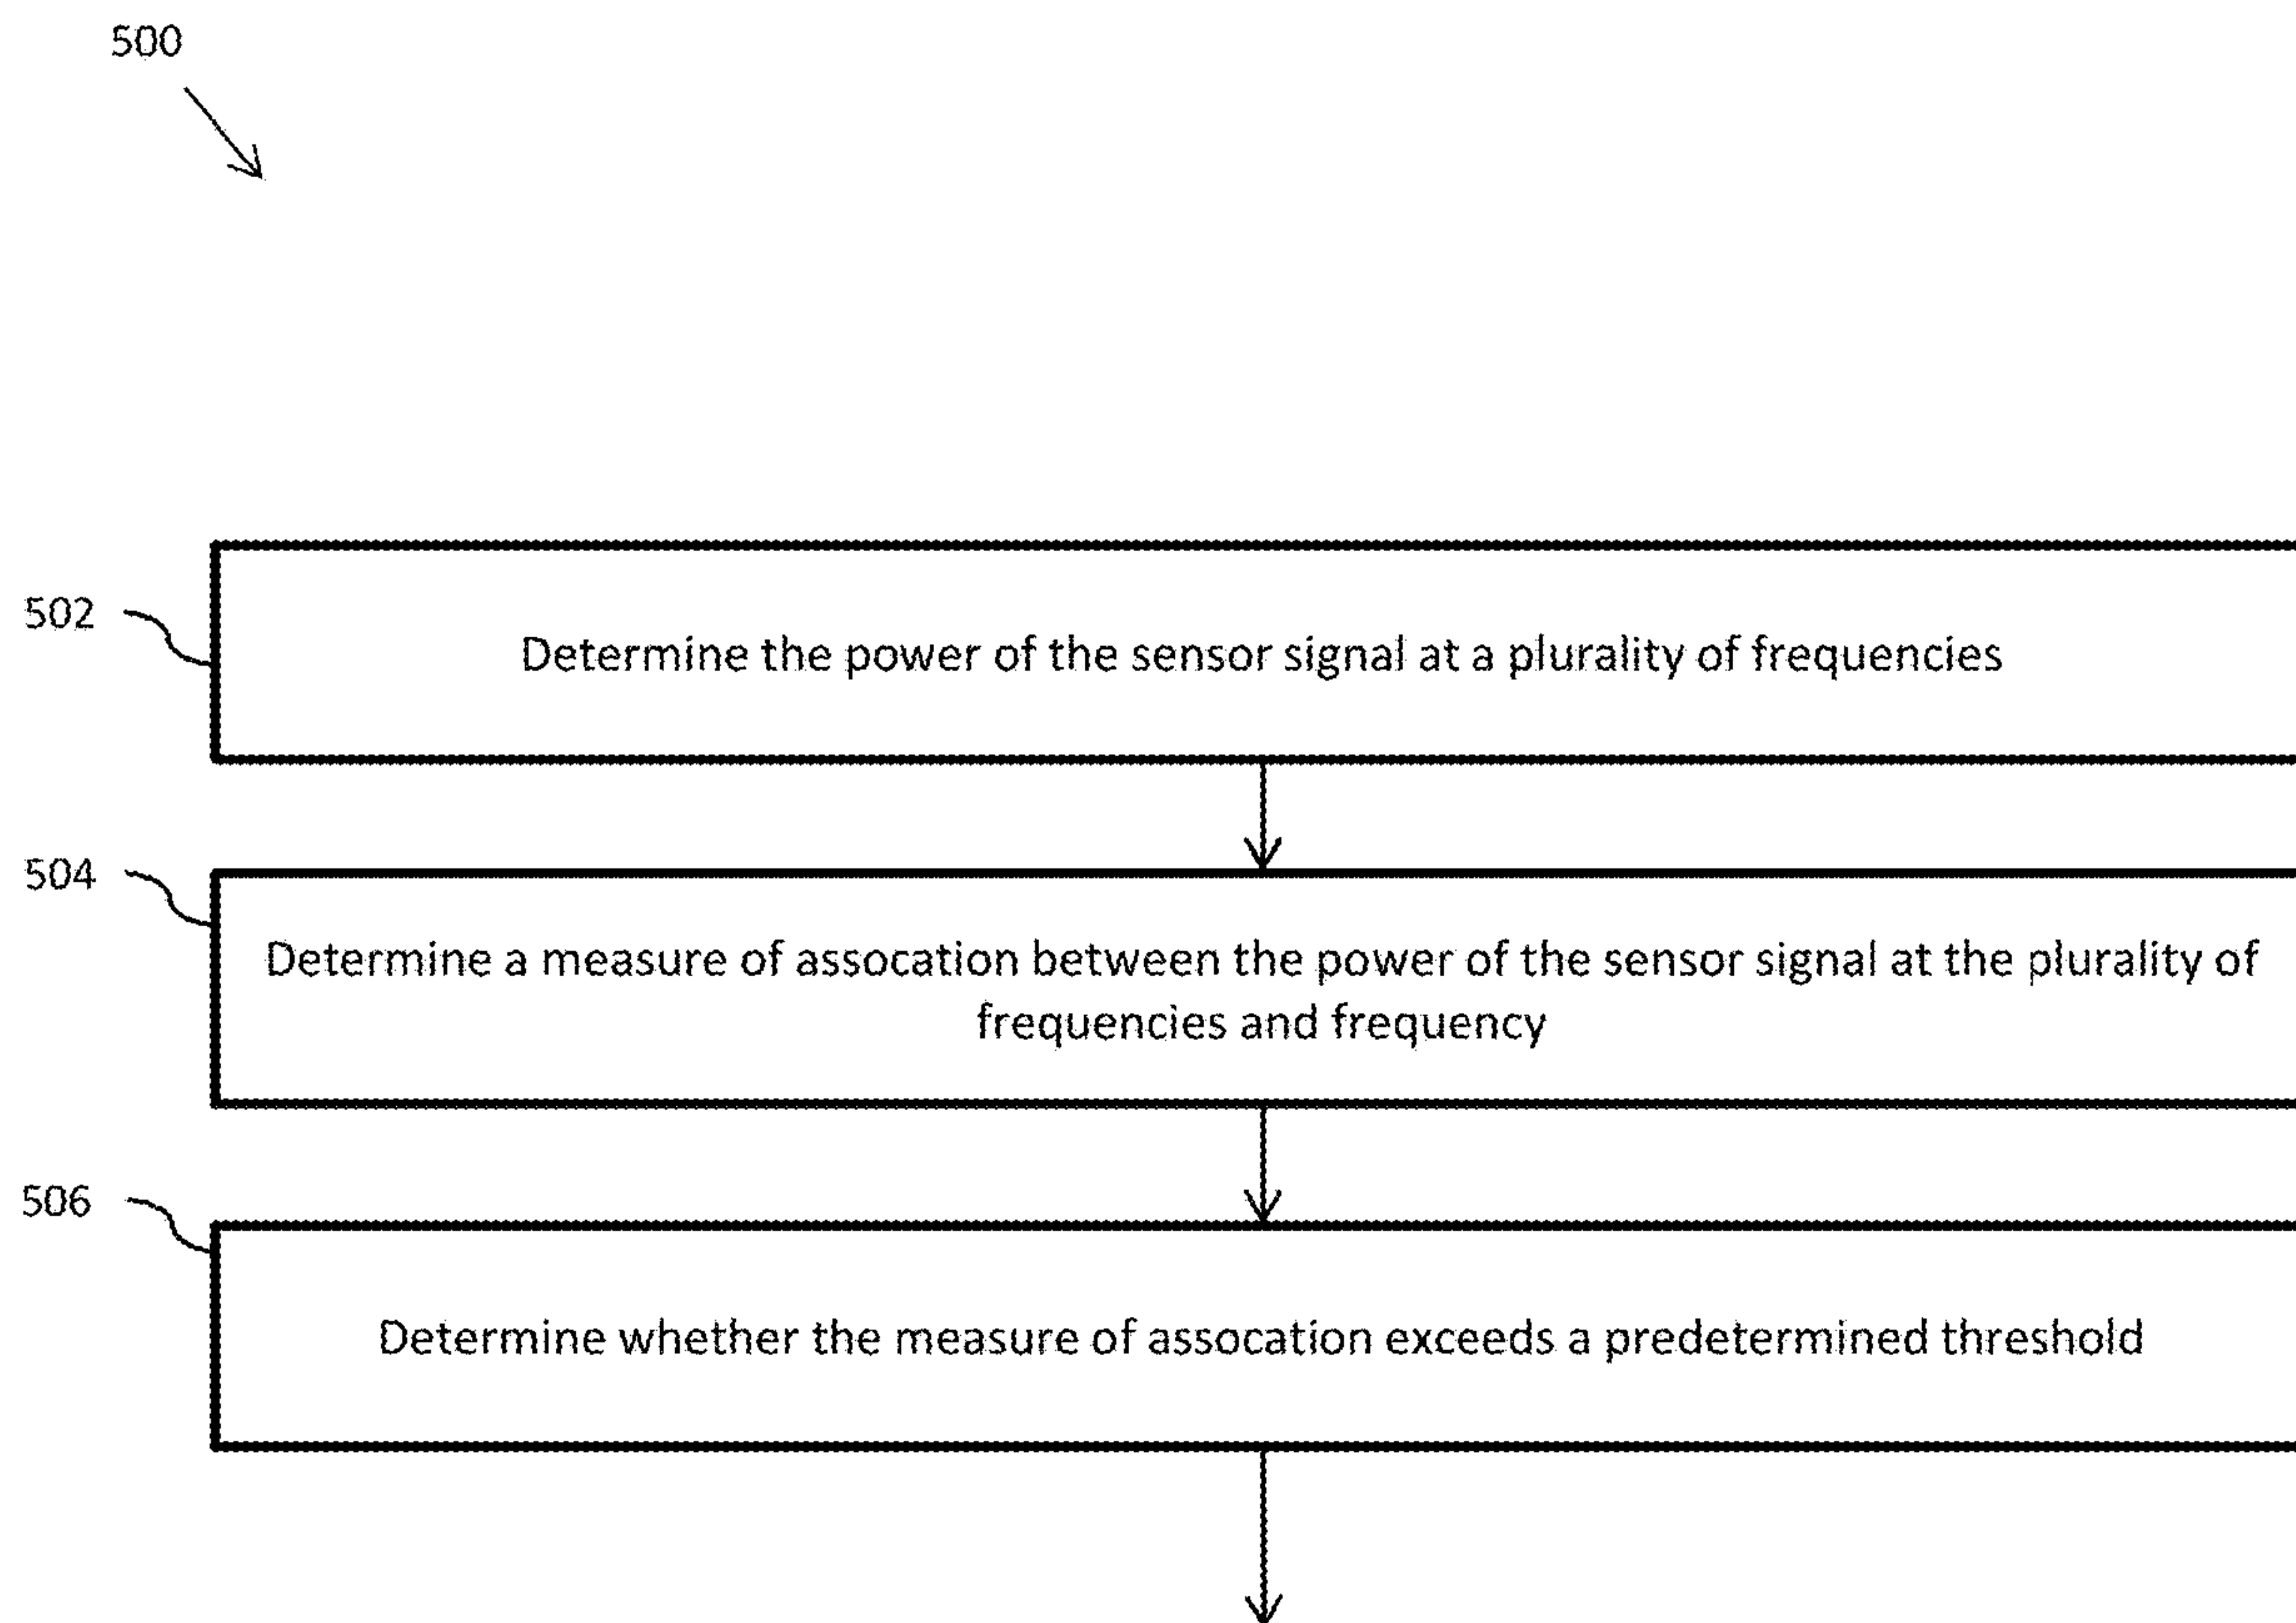 500
502
Determine the power of the sensor signal at a plurality of frequencies
504
Determine a measure of assocation between the power of the sensor signal at the plurality of
frequencies and frequency
506
Determine whether the measure of assocation exceeds a predetermined threshold